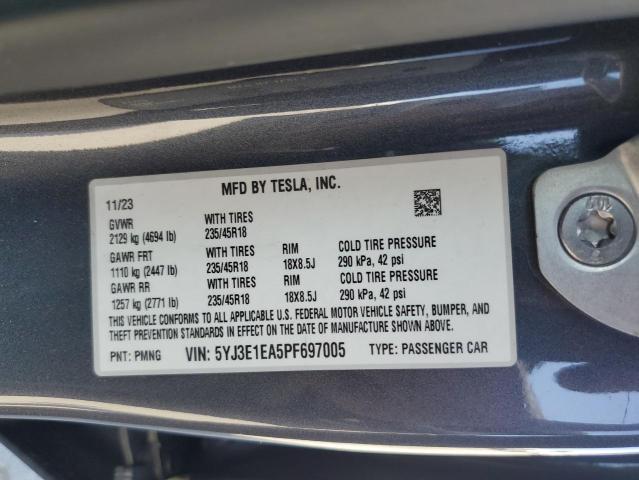 MFD BY TESLA, INC.
11/23
GVWR WITH TIRES
2129 kg (4694 lb) 235/45R18
GAWR FRT WITH TIRES RIM COLD TIRE PRESSURE
1110 kg (2447 lb) 235/45R18 18X8.5J 290 kPa, 42 psi
GAWR RR WITH TIRES RIM COLD TIRE PRESSURE
1257 kg (2771 lb) 235/45R18 18X8.5J 290 kPa, 42 psi
THIS VEHICLE CONFORMS TO ALL APPLICABLE U.S. FEDERAL MOTOR VEHICLE SAFETY, BUMPER, AND
THEFT PREVENTION STANDARDS IN EFFECT ON THE DATE OF MANUFACTURE SHOWN ABOVE.
PNT: PMNG VIN: 5YJ3E1EA5PF697005 TYPE: PASSENGER CAR